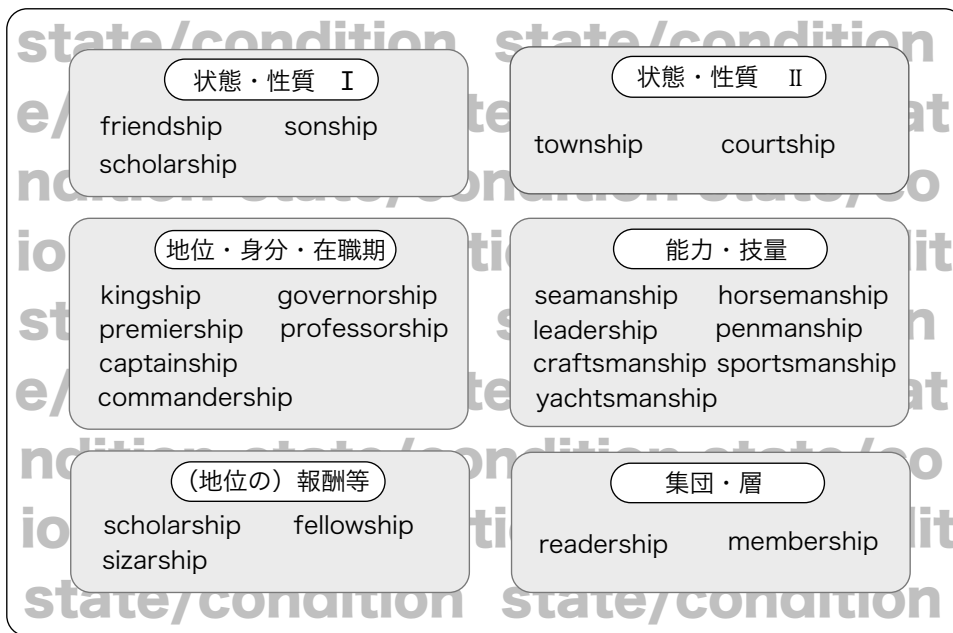 state/condition state/condition
状態・性質 Ⅰ
friendship sonship
scholarship
状態・性質 Ⅱ
township courtship
地位・身分・在職期
kingship governorship
premiership professorship
captainship
commandership
能力・技量
seamanship horsemanship
leadership penmanship
craftsmanship sportsmanship
yachtsmanship
（地位の）報酬等
scholarship fellowship
sizarship
集団・層
readership membership
state/condition state/condition